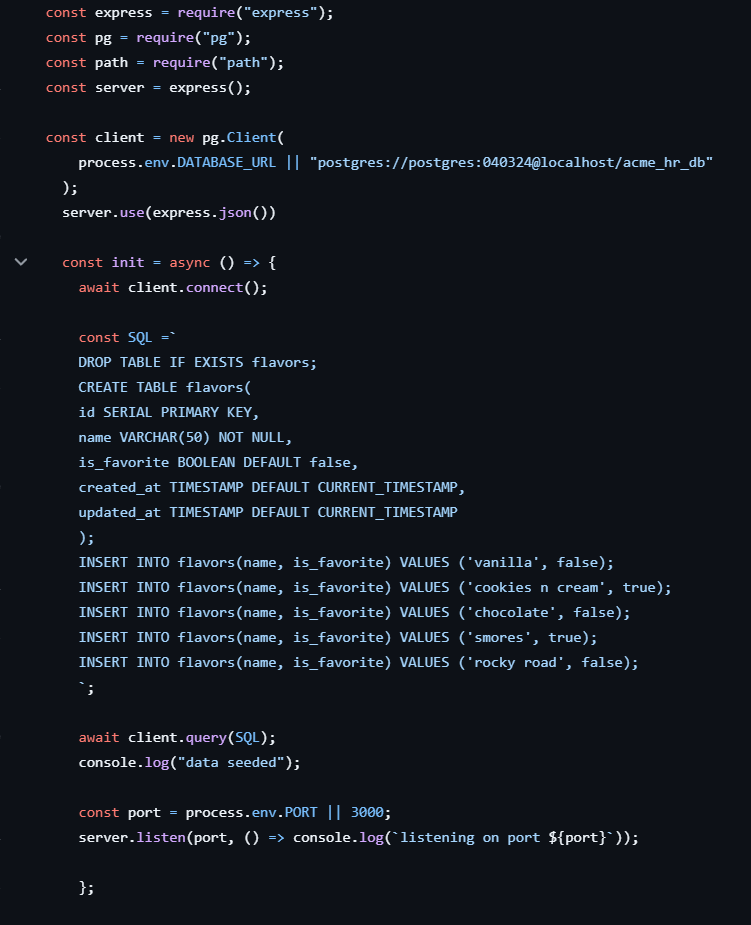 const express = require("express");
const pg = require("pg");
const path = require("path");
const server = express();
const client = new pg.Client(
process.env.DATABASE_URL || "postgres://postgres:040324@localhost/acme_hr_db"
);
server.use(express.json())
const init = async () => {
await client.connect();
const SQL =`
DROP TABLE IF EXISTS flavors;
CREATE TABLE flavors(
id SERIAL PRIMARY KEY,
name VARCHAR(50) NOT NULL,
is_favorite BOOLEAN DEFAULT false,
created_at TIMESTAMP DEFAULT CURRENT_TIMESTAMP,
updated_at TIMESTAMP DEFAULT CURRENT_TIMESTAMP
);
INSERT INTO flavors(name, is_favorite) VALUES ('vanilla', false);
INSERT INTO flavors(name, is_favorite) VALUES ('cookies n cream', true);
INSERT INTO flavors(name, is_favorite) VALUES ('chocolate', false);
INSERT INTO flavors(name, is_favorite) VALUES ('smores', true);
INSERT INTO flavors(name, is_favorite) VALUES ('rocky road', false);
`;
await client.query(SQL);
console.log("data seeded");
const port = process.env.PORT || 3000;
server.listen(port, () => console.log(`listening on port ${port}`));
};